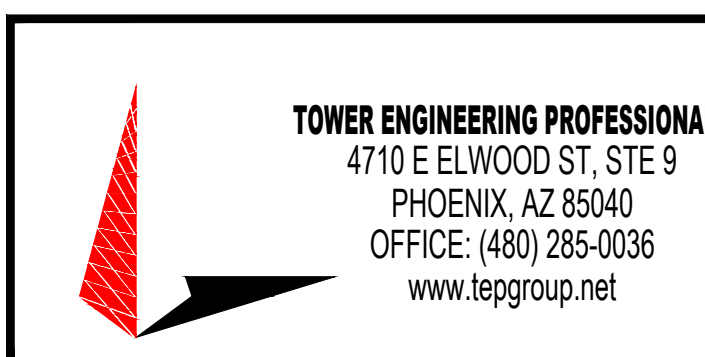 TOWER ENGINEERING PROFESSIONA
4710 E ELWOOD ST, STE 9
PHOENIX, AZ 85040
OFFICE: (480) 285-0036
www.tepgroup.net